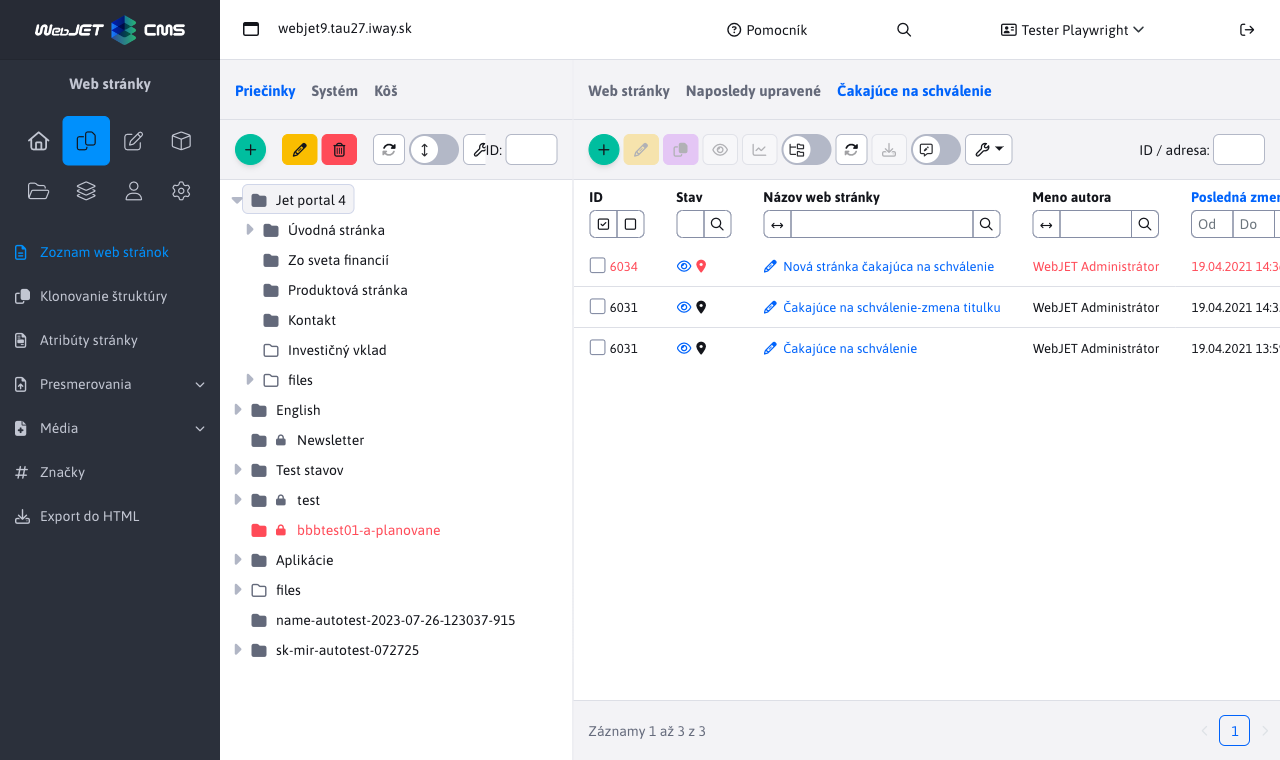 WebJET CMS
webjet9.tau27.iway.sk
Pomocník
Tester Playwright
Web stránky
Zoznam web stránok
Klonovanie štruktúry
Atribúty stránky
Presmerovania
Média
Značky
Export do HTML
Priečinky Systém Kôš
ID:
Jet portal 4
Úvodná stránka
Zo sveta financií
Produktová stránka
Kontakt
Investičný vklad
files
English
Newsletter
Test stavov
test
bbbtest01-a-planovane
Aplikácie
files
name-autotest-2023-07-26-123037-915
sk-mir-autotest-072725
Web stránky Naposledy upravené Čakajúce na schválenie
ID / adresa:
ID Stav Názov web stránky Meno autora Posledná zmen
Od Do
6034 Nová stránka čakajúca na schválenie WebJET Administrátor 19.04.2021 14:3
6031 Čakajúce na schválenie-zmena titulku WebJET Administrátor 19.04.2021 14:3
6031 Čakajúce na schválenie WebJET Administrátor 19.04.2021 13:5
Záznamy 1 až 3 z 3
1